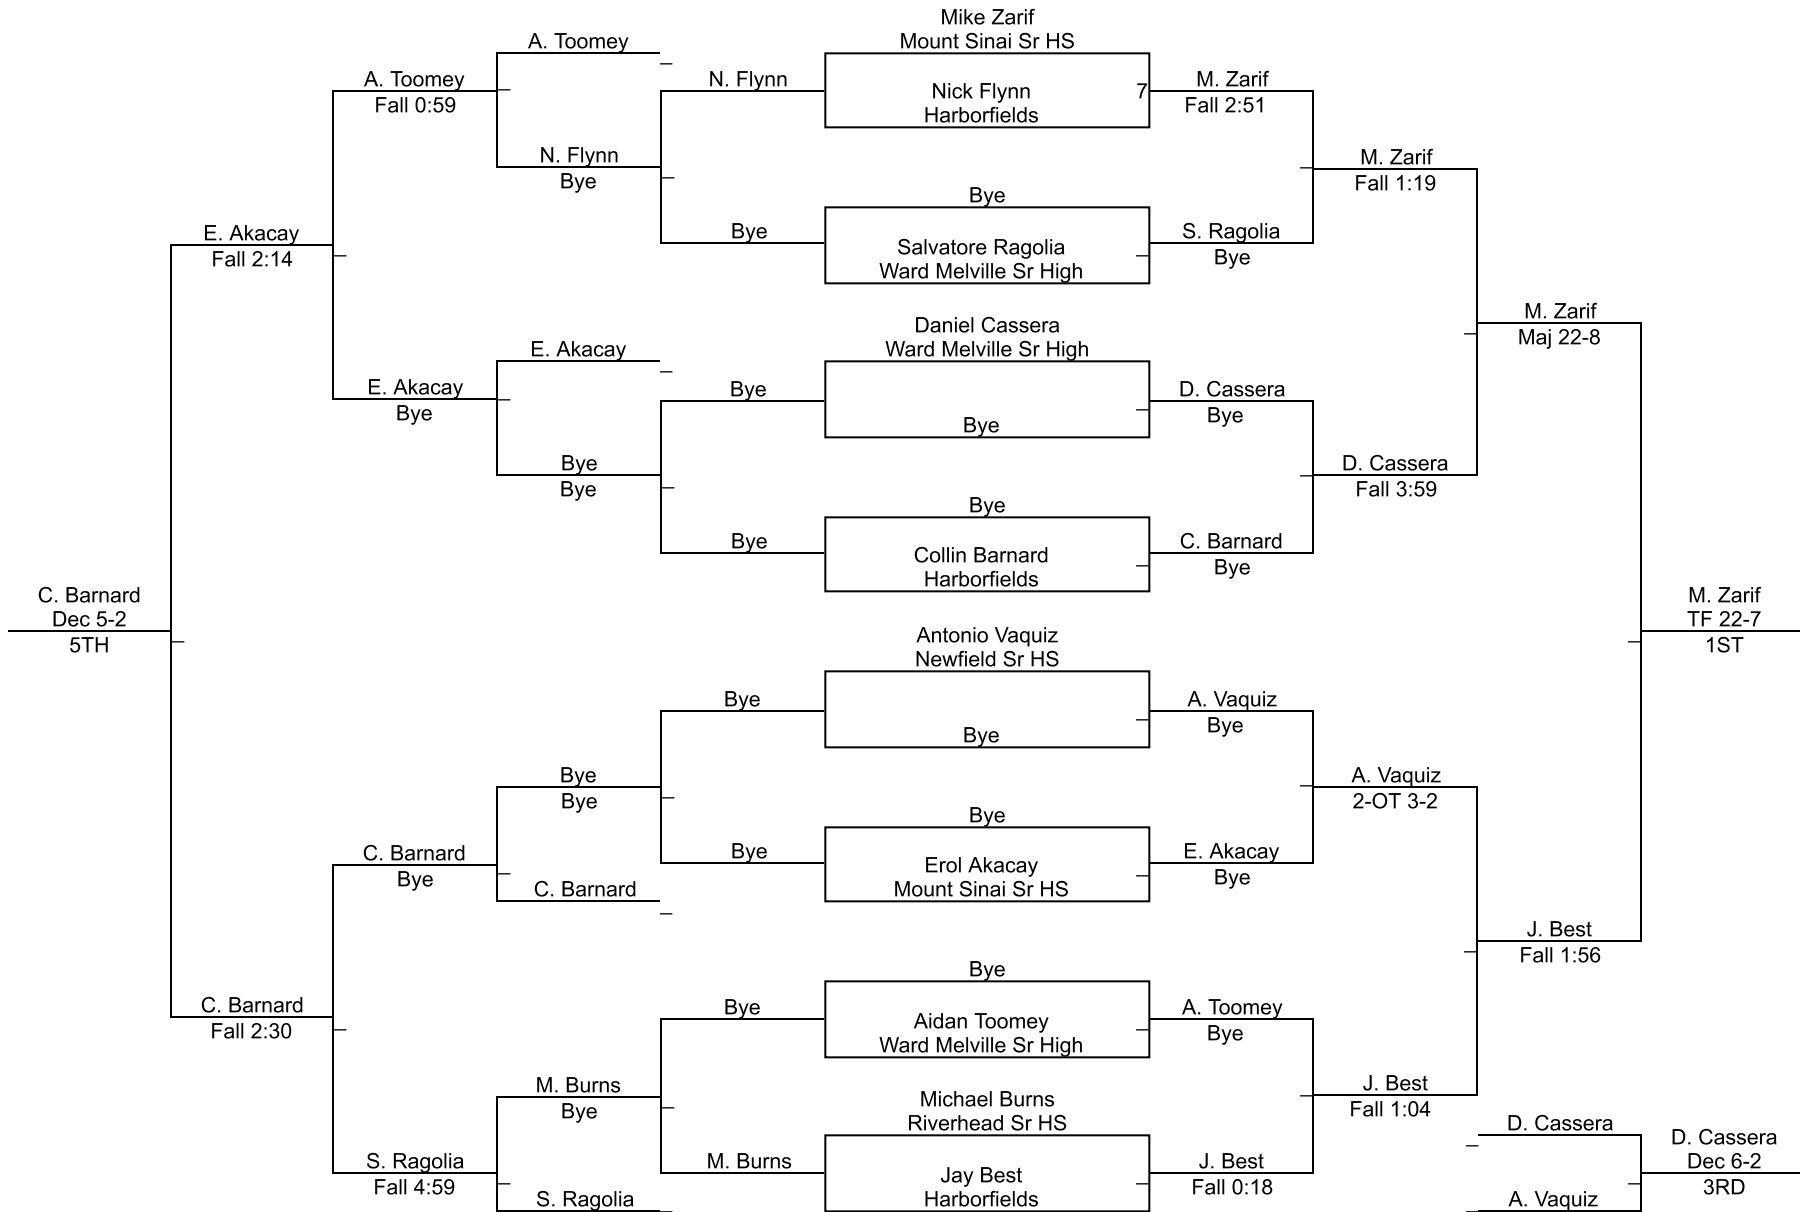 Mike Zarif
Mount Sinai Sr HS
A. Toomey
A. Toomey
Fall 0:59
N. Flynn
Nick Flynn
Harborfields
7
M. Zarif
Fall 2:51
N. Flynn
Bye
M. Zarif
Fall 1:19
Bye
E. Akacay
Fall 2:14
Bye
Salvatore Ragolia
Ward Melville Sr High
S. Ragolia
Bye
M. Zarif
Maj 22-8
Daniel Cassera
Ward Melville Sr High
E. Akacay
E. Akacay
Bye
Bye
Bye
D. Cassera
Bye
Bye
Bye
D. Cassera
Fall 3:59
Bye
Bye
Collin Barnard
Harborfields
C. Barnard
Bye
C. Barnard
Dec 5-2
5TH
M. Zarif
TF 22-7
1ST
Antonio Vaquiz
Newfield Sr HS
Bye
Bye
A. Vaquiz
Bye
Bye
Bye
A. Vaquiz
2-OT 3-2
Bye
C. Barnard
Bye
Bye
Erol Akacay
Mount Sinai Sr HS
E. Akacay
Bye
C. Barnard
J. Best
Fall 1:56
Bye
C. Barnard
Fall 2:30
Bye
Aidan Toomey
Ward Melville Sr High
A. Toomey
Bye
M. Burns
Bye
Michael Burns
Riverhead Sr HS
J. Best
Fall 1:04
S. Ragolia
Fall 4:59
M. Burns
Jay Best
Harborfields
J. Best
Fall 0:18
D. Cassera
D. Cassera
Dec 6-2
3RD
S. Ragolia
A. Vaquiz